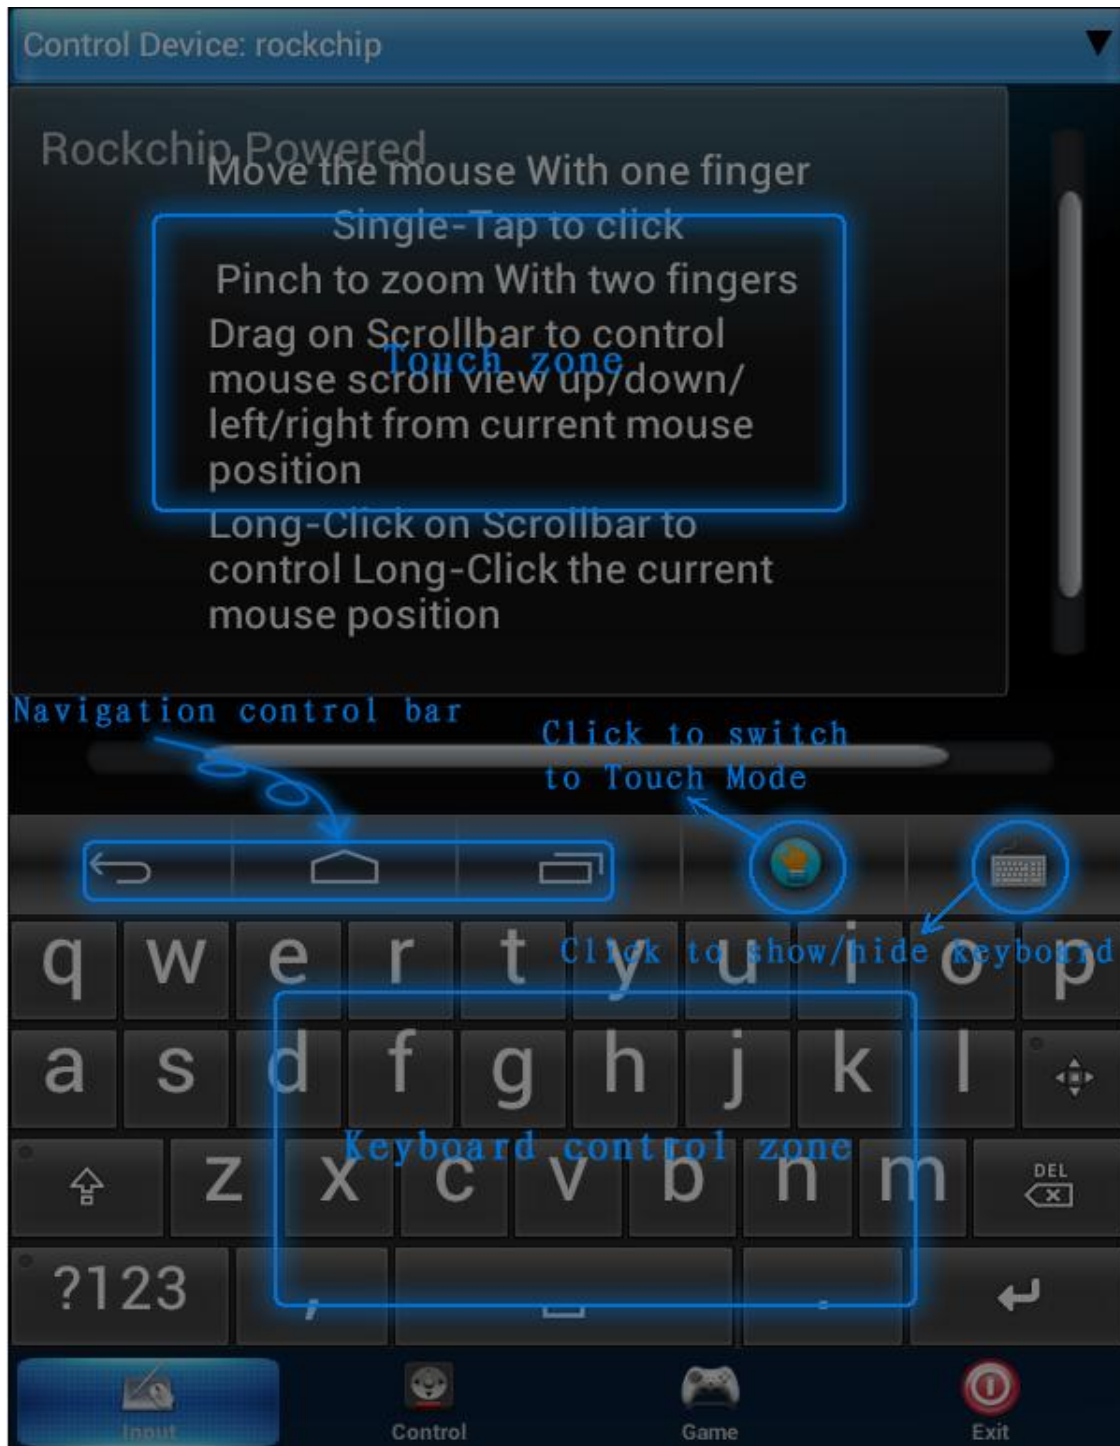 Control Device: rockchip
Rockchip Powered
Move the mouse With one finger
Single-Tap to click
Pinch to zoom With two fingers
Drag on Scrollbar to control
Touch zone
mouse scroll view up/down/
left/right from current mouse
position
Long-Click on Scrollbar to
control Long-Click the current
mouse position
Navigation control bar
Click to switch
to Touch Mode
q w e r t y u i o p
Click to show/hide keyboard
a s d f g h j k l
Keyboard control zone
z x c v b n m DEL
?123 , .
Input Control Game Exit